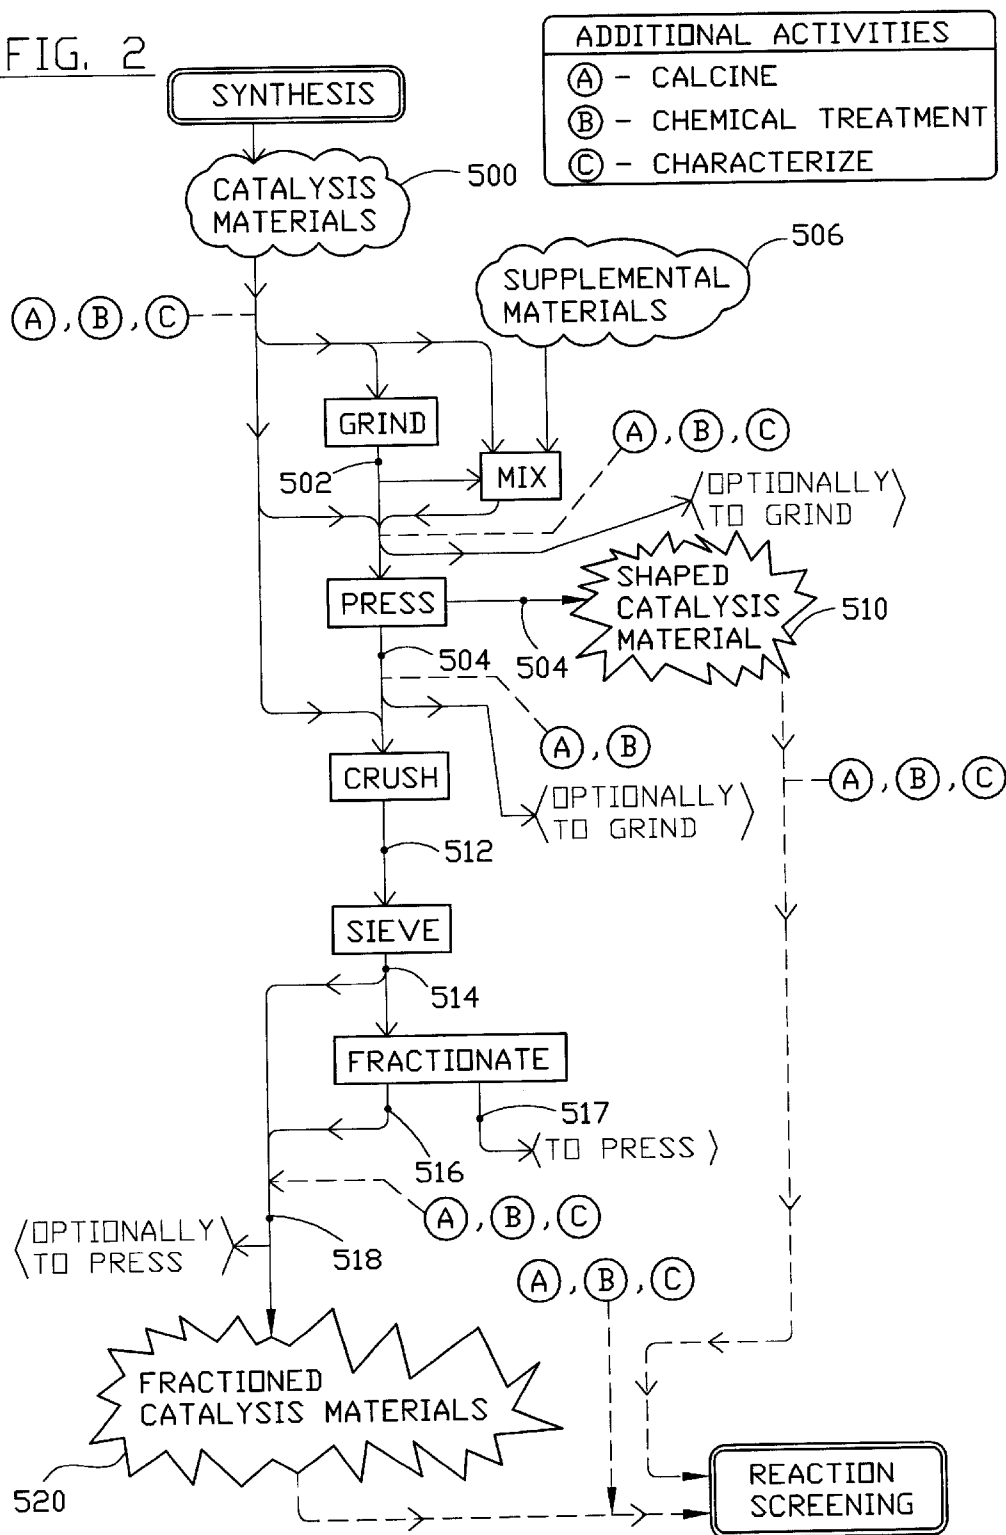 FIG. 2
ADDITIONAL ACTIVITIES
A - CALCINE
B - CHEMICAL TREATMENT
C - CHARACTERIZE
SYNTHESIS
CATALYSIS
MATERIALS
500
506
SUPPLEMENTAL
MATERIALS
A, B, C
GRIND
A, B, C
502
MIX
⟨OPTIONALLY
TO GRIND⟩
PRESS
504
504
SHAPED
CATALYSIS
MATERIAL
510
A, B
CRUSH
⟨OPTIONALLY
TO GRIND⟩
A, B, C
512
SIEVE
514
FRACTIONATE
516
517
⟨TO PRESS⟩
A, B, C
⟨OPTIONALLY
TO PRESS⟩
518
A, B, C
FRACTIONED
CATALYSIS MATERIALS
520
REACTION
SCREENING